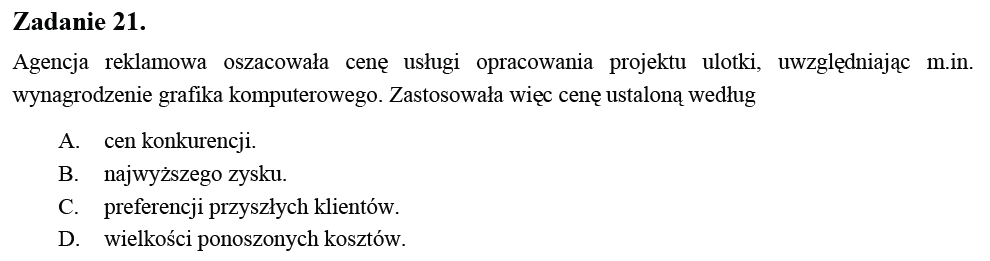 Zadanie 21.
Agencja reklamowa oszacowała cenę usługi opracowania projektu ulotki, uwzględniając m.in.
wynagrodzenie grafika komputerowego. Zastosowała więc cenę ustaloną według
A. cen konkurencji.
B. najwyższego zysku.
C. preferencji przyszłych klientów.
D. wielkości ponoszonych kosztów.